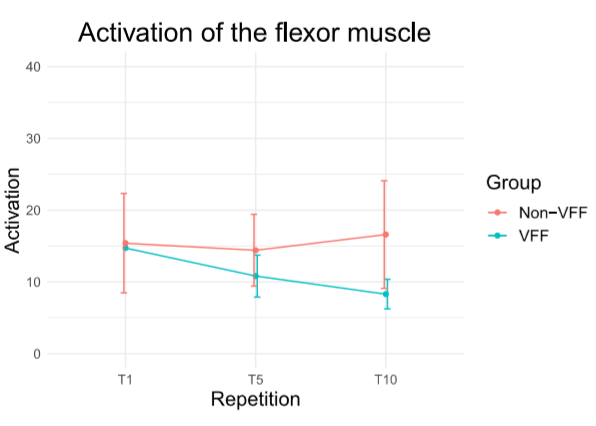 Activation of the flexor muscle
40
30
20
10
0
Activation
T1 T5 T10
Repetition
Group
Non−VFF
VFF